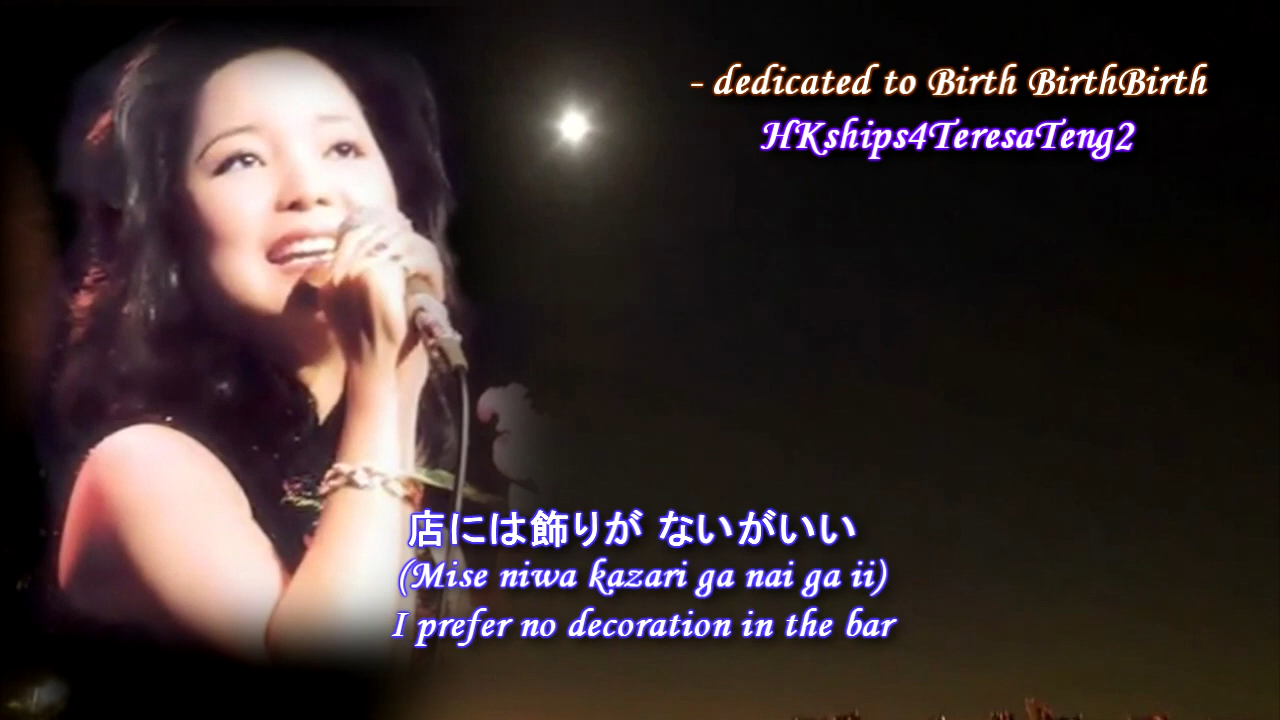 - dedicated to Birth BirthBirth
HKships4TeresaTeng2
店には飾りが ないがいい
(Mise niwa kazari ga nai ga ii)
I prefer no decoration in the bar